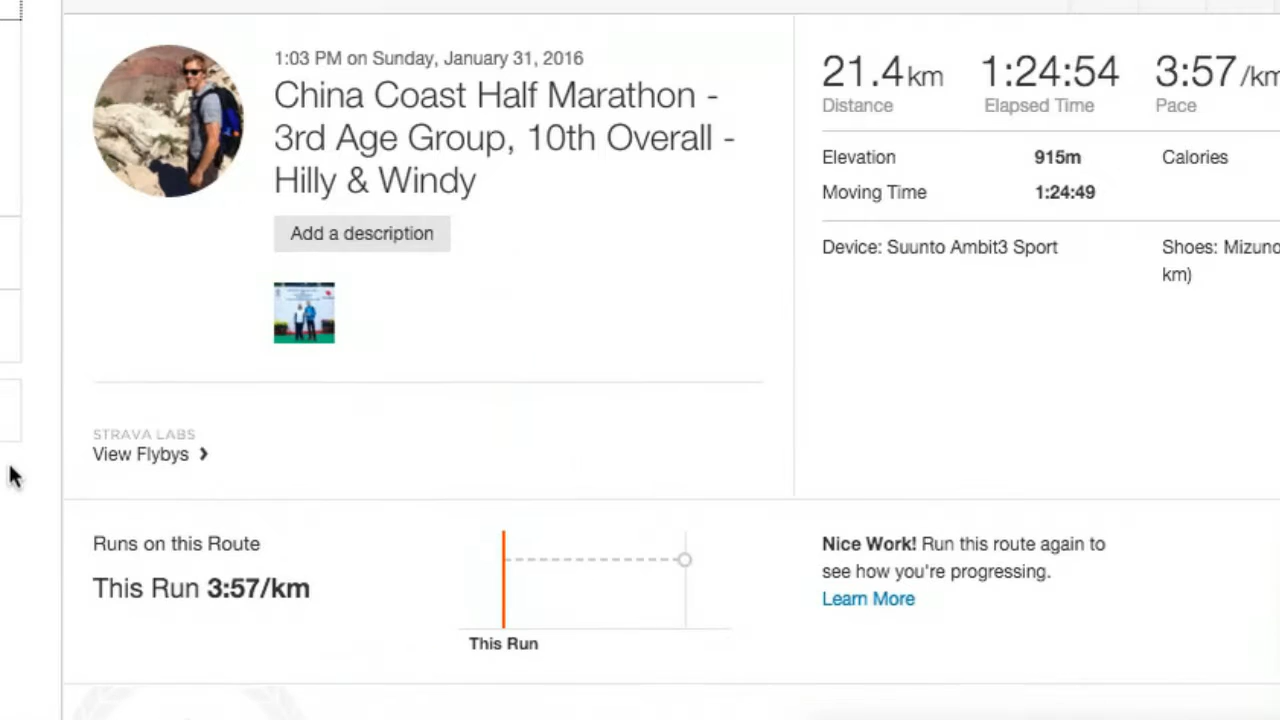 1:03 PM on Sunday, January 31, 2016
China Coast Half Marathon -
3rd Age Group, 10th Overall -
Hilly & Windy
Add a description
STRAVA LABS
View Flybys
21.4km 1:24:54 3:57/km
Distance Elapsed Time Pace
Elevation 915m Calories
Moving Time 1:24:49
Device: Suunto Ambit3 Sport Shoes: Mizuno
km)
Runs on this Route
This Run 3:57/km
This Run
Nice Work! Run this route again to
see how you're progressing.
Learn More